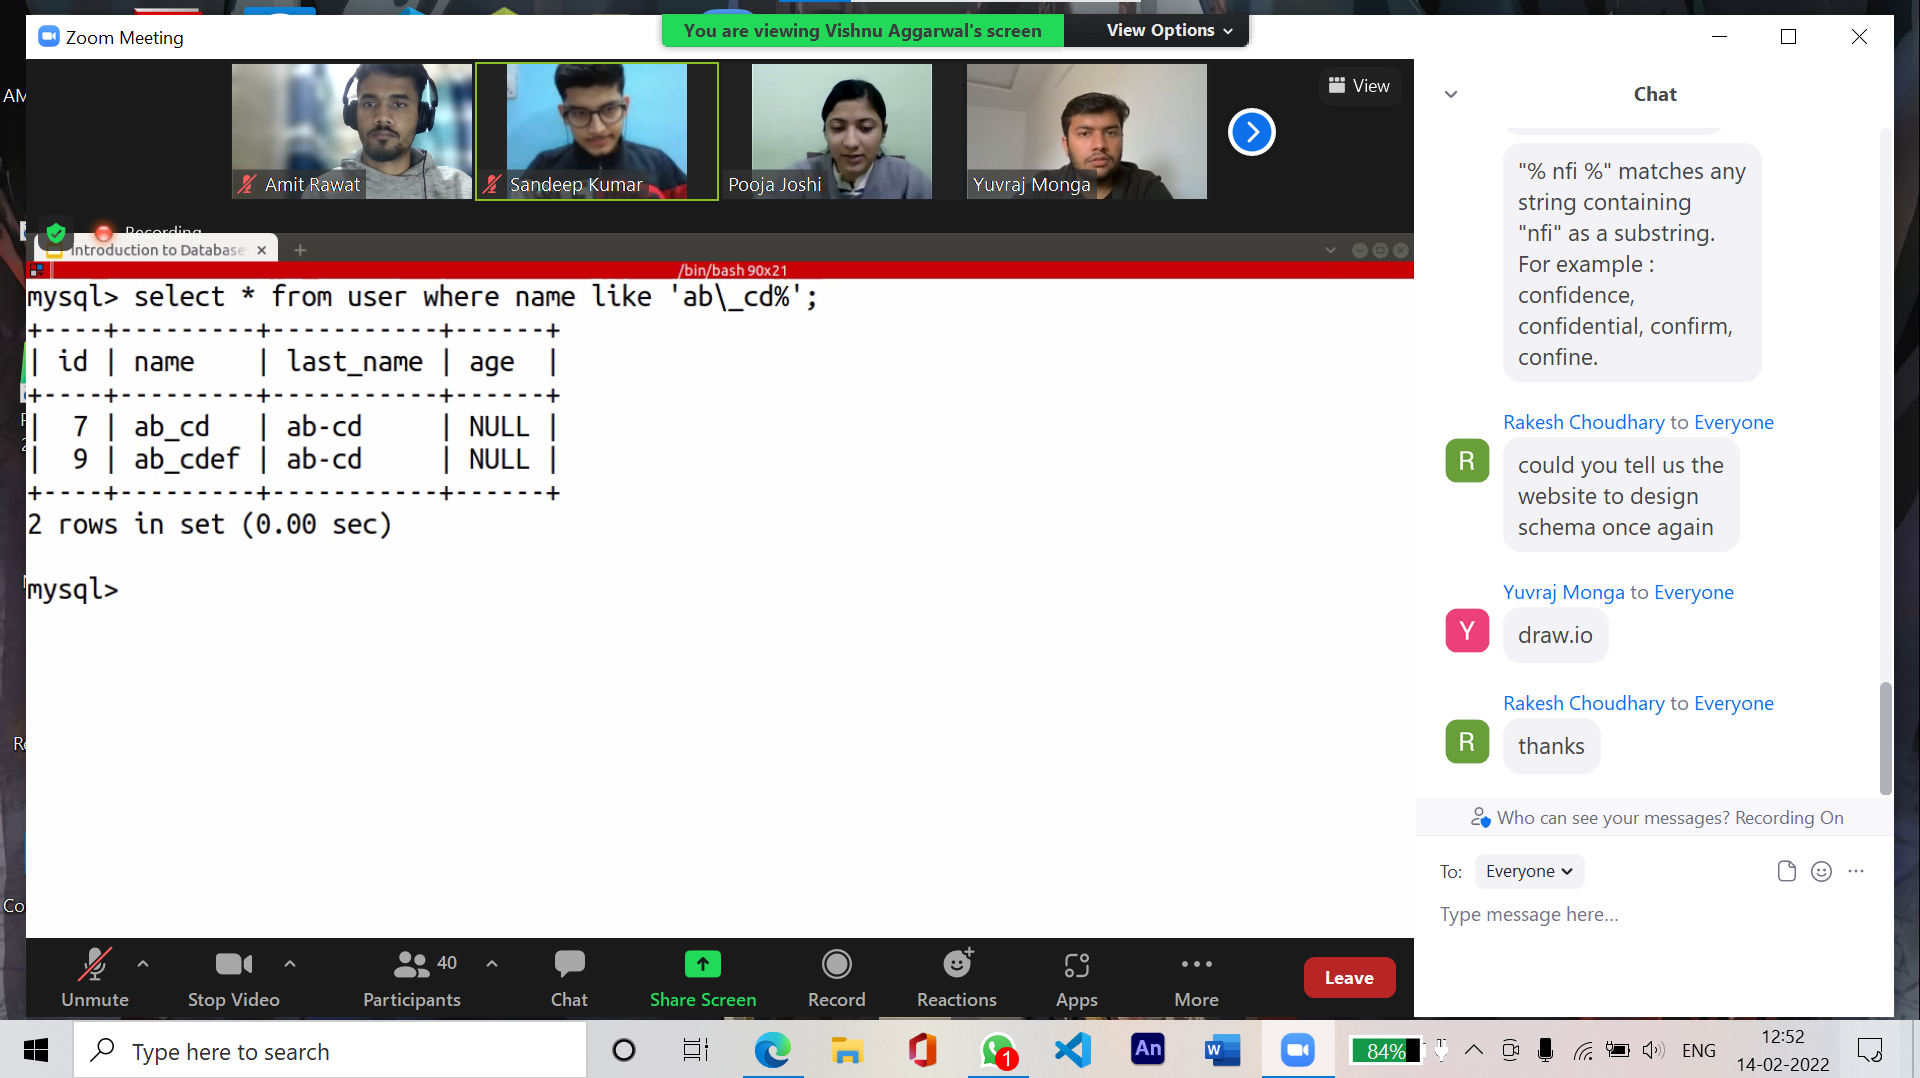 Zoom Meeting
You are viewing Vishnu Aggarwal's screen
View Options
View
Amit Rawat
Sandeep Kumar
Pooja Joshi
Yuvraj Monga
Recording
Introduction to Database
/bin/bash 90x21
mysql> select * from user where name like 'ab\_cd%';
+----+---------+-----------+------+
| id | name    | last_name | age  |
+----+---------+-----------+------+
|  7 | ab_cd   | ab-cd     | NULL |
|  9 | ab_cdef | ab-cd     | NULL |
+----+---------+-----------+------+
2 rows in set (0.00 sec)
mysql>
Chat
"% nfi %" matches any
string containing
"nfi" as a substring.
For example :
confidence,
confidential, confirm,
confine.
Rakesh Choudhary to Everyone
R
could you tell us the
website to design
schema once again
Yuvraj Monga to Everyone
Y
draw.io
Rakesh Choudhary to Everyone
R
thanks
Who can see your messages? Recording On
To: Everyone
Type message here...
Unmute
Stop Video
40
Participants
Chat
Share Screen
Record
Reactions
Apps
More
Leave
Type here to search
1
An
W
84%
ENG
12:52
14-02-2022
AM
Co